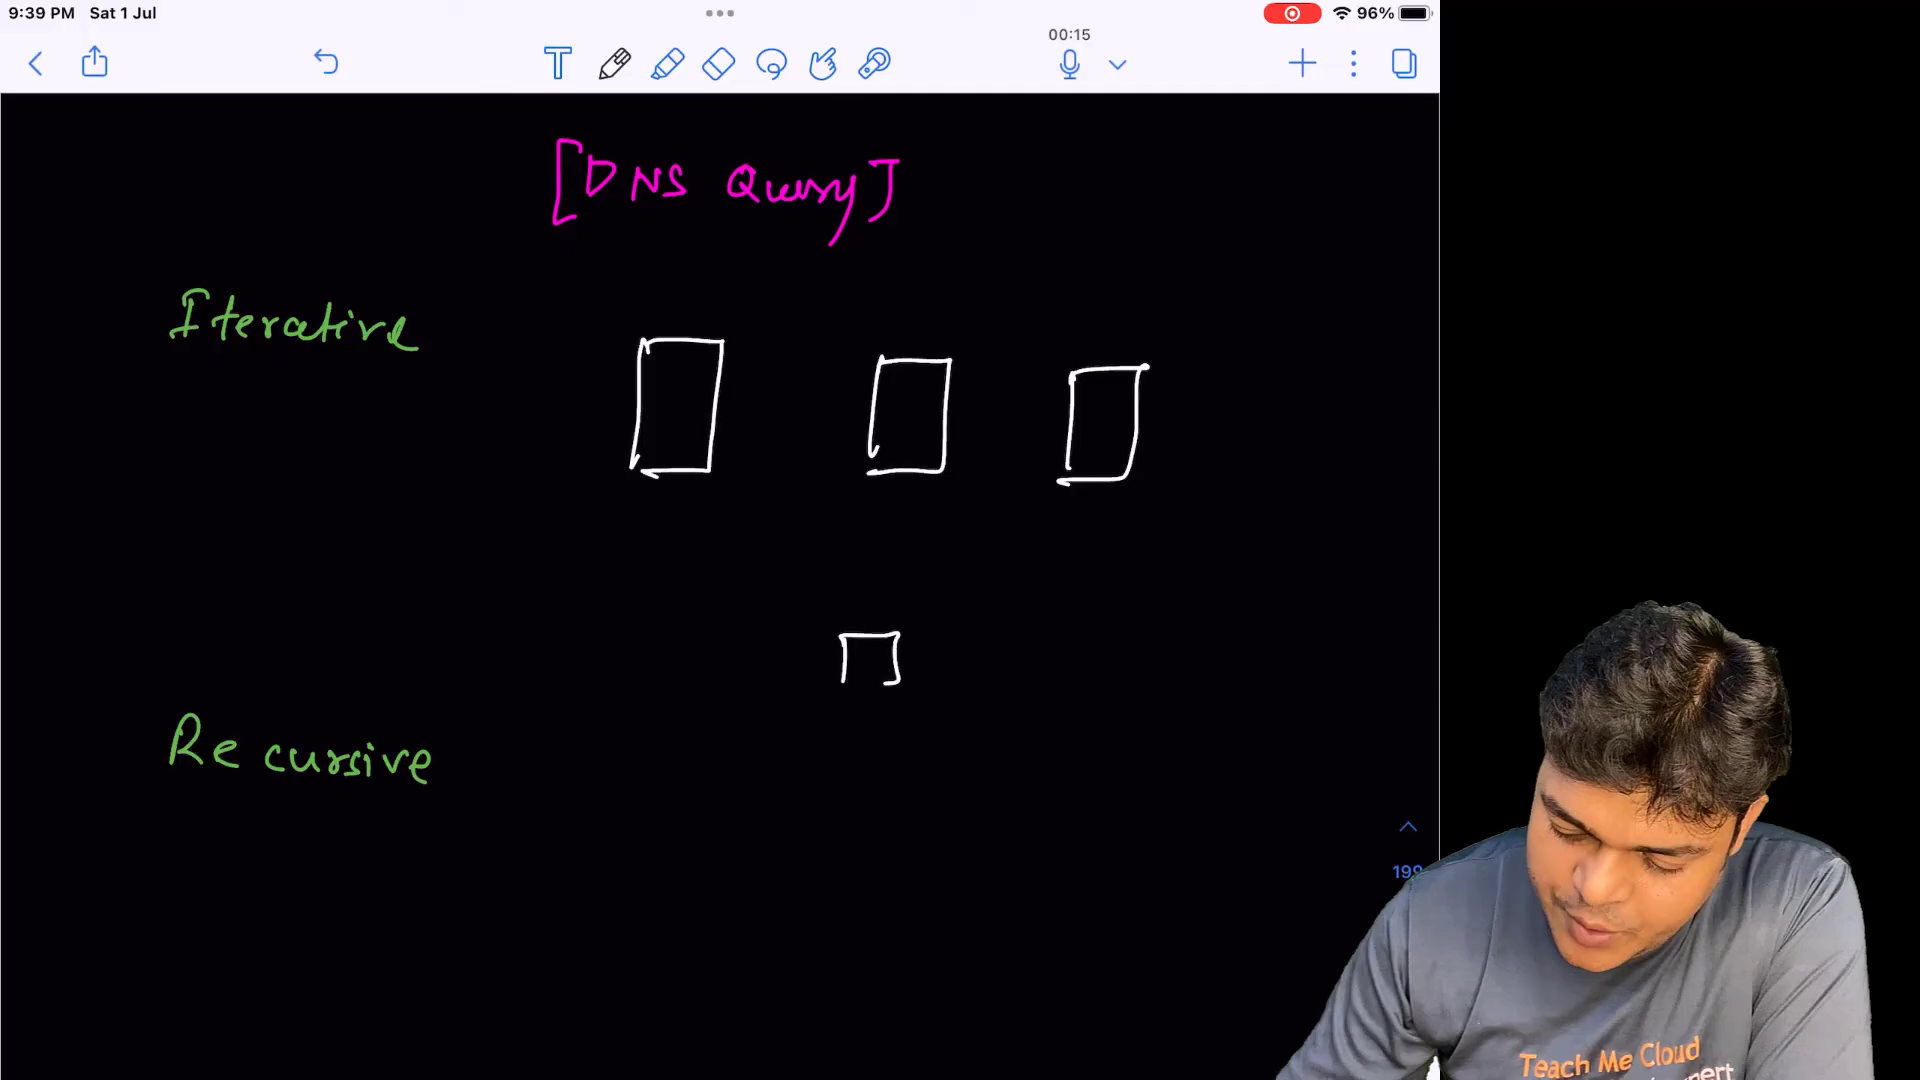 9:39 PM Sat 1 Jul
96%
00:15
T
[DNS Query]
Iterative
Recursive
Teach Me Cloud